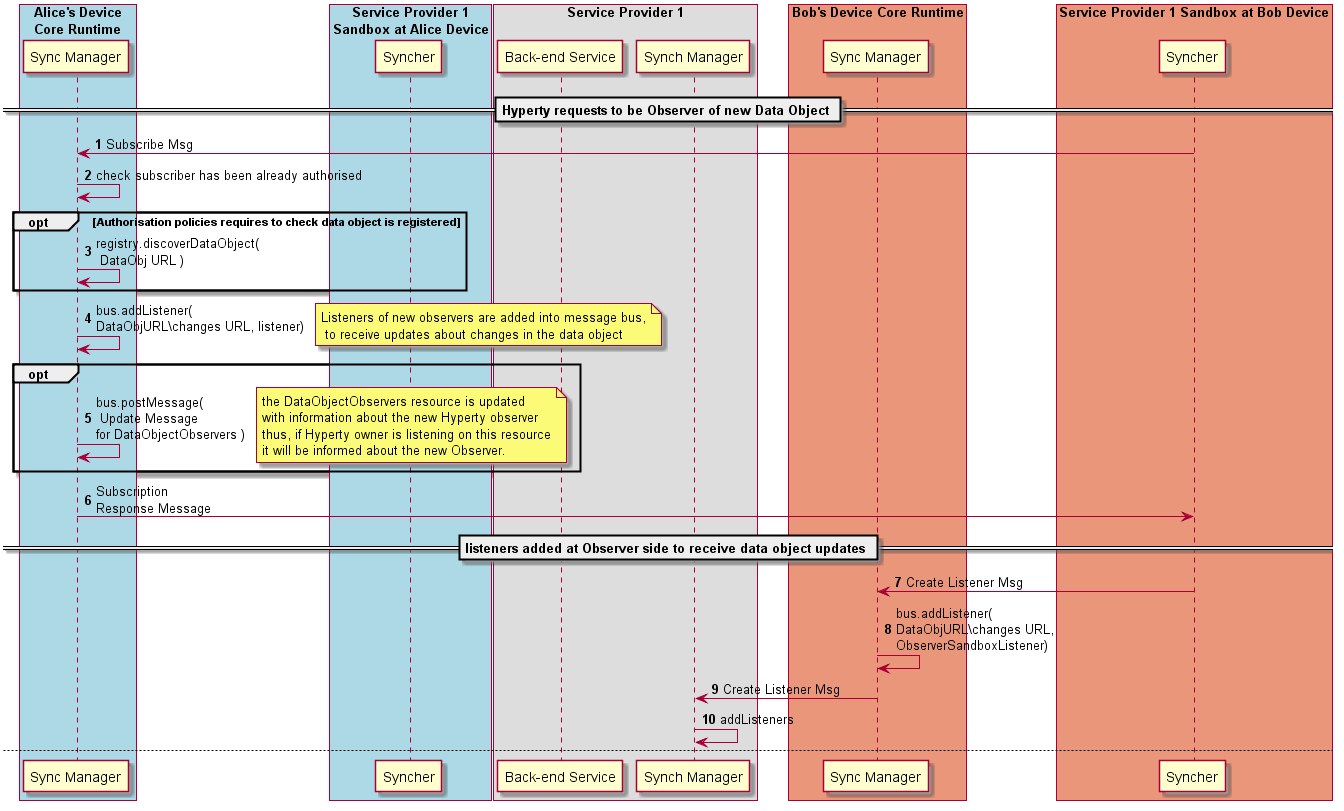 Alice's Device
Core Runtime
Service Provider 1
Sandbox at Alice Device
Service Provider 1
Bob's Device Core Runtime
Service Provider 1 Sandbox at Bob Device
Sync Manager
Syncher
Back-end Service
Synch Manager
Sync Manager
Syncher
Hyperty requests to be Observer of new Data Object
1 Subscribe Msg
2 check subscriber has been already authorised
opt [Authorisation policies requires to check data object is registered]
3 registry.discoverDataObject(
DataObj URL )
4 bus.addListener(
DataObjURL\changes URL, listener)
Listeners of new observers are added into message bus,
to receive updates about changes in the data object
opt
5 bus.postMessage(
Update Message
for DataObjectObservers )
the DataObjectObservers resource is updated
with information about the new Hyperty observer
thus, if Hyperty owner is listening on this resource
it will be informed about the new Observer.
6 Subscription
Response Message
listeners added at Observer side to receive data object updates
7 Create Listener Msg
8 bus.addListener(
DataObjURL\changes URL,
ObserverSandboxListener)
9 Create Listener Msg
10 addListeners
Sync Manager
Syncher
Back-end Service
Synch Manager
Sync Manager
Syncher